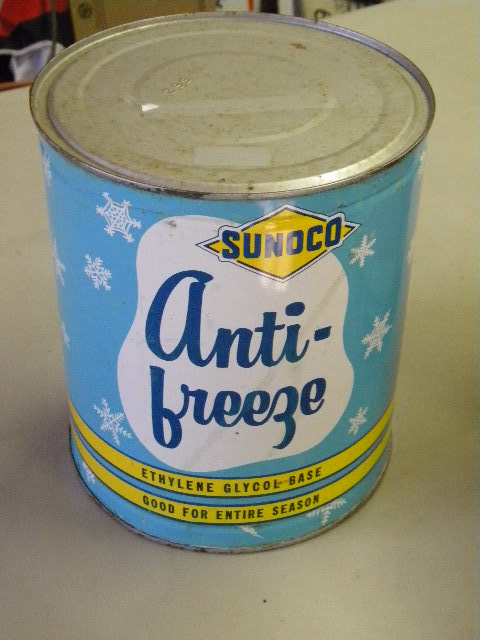 SUNOCO
Anti-
freeze
ETHYLENE GLYCOL BASE
GOOD FOR ENTIRE SEASON